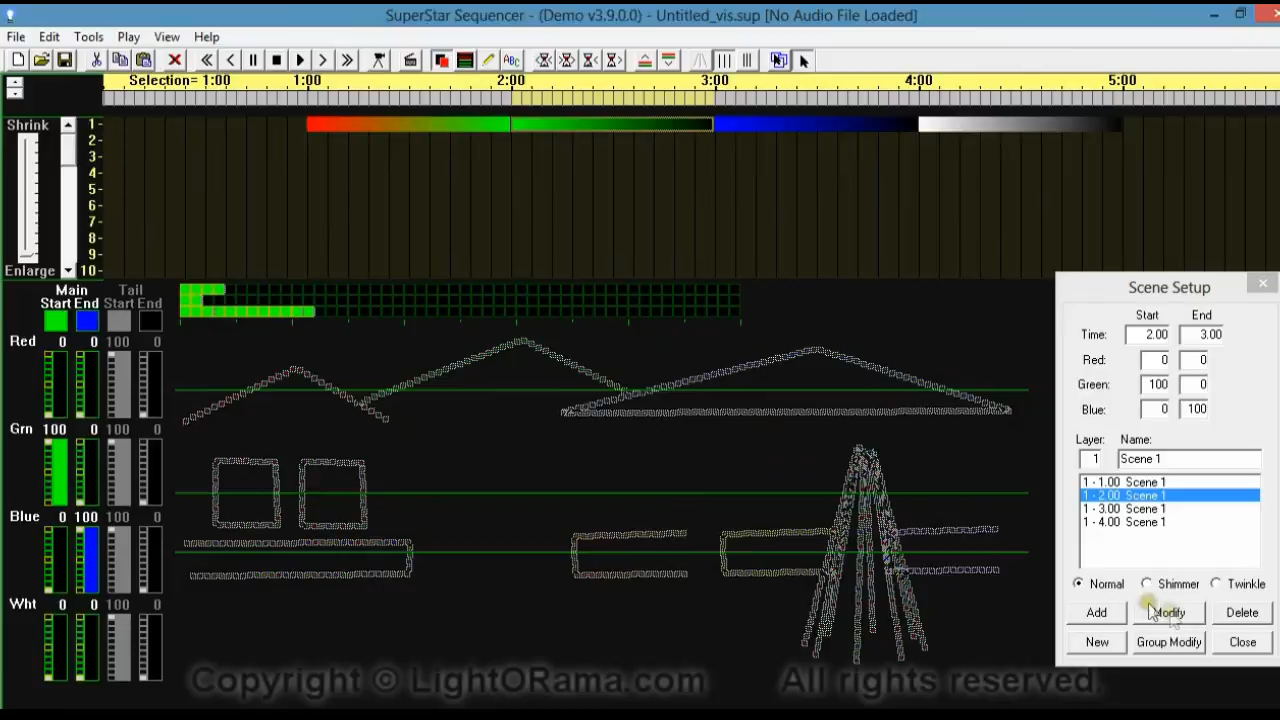 SuperStar Sequencer - (Demo v3.9.0.0) - Untitled_vis.sup [No Audio File Loaded]
File Edit Tools Play View Help
ABC
Selection= 1:00 1:00 2:00 3:00 4:00 5:00
Shrink
Enlarge
1-
2-
3-
4-
5-
6-
7-
8-
9-
10-
Main Tail
Start End Start End
Red 0 0 100 0
Grn 100 0 100 0
Blue 0 100 100 0
Wht 0 0 100 0
Scene Setup
Start End
Time: 2.00 3.00
Red: 0 0
Green: 100 0
Blue: 0 100
Layer: Name:
1 Scene 1
1 - 1.00 Scene 1
1 - 2.00 Scene 1
1 - 3.00 Scene 1
1 - 4.00 Scene 1
Normal Shimmer Twinkle
Add Modify Delete
New Group Modify Close
Copyright © LightORama.com All rights reserved.